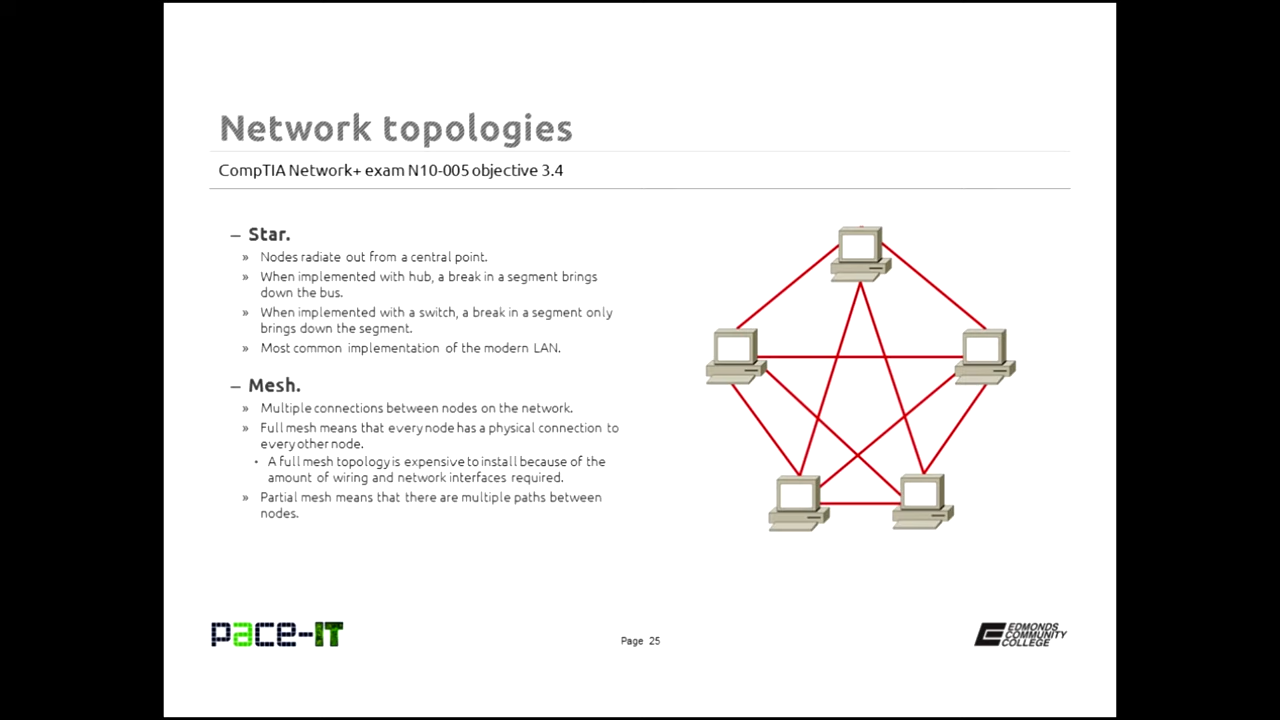 Network topologies
CompTIA Network+ exam N10-005 objective 3.4
– Star.
» Nodes radiate out from a central point.
» When implemented with hub, a break in a segment brings
down the bus.
» When implemented with a switch, a break in a segment only
brings down the segment.
» Most common implementation of the modern LAN.
– Mesh.
» Multiple connections between nodes on the network.
» Full mesh means that every node has a physical connection to
every other node.
• A full mesh topology is expensive to install because of the
amount of wiring and network interfaces required.
» Partial mesh means that there are multiple paths between
nodes.
pace-IT
Page 25
EDMONDS
COMMUNITY
COLLEGE